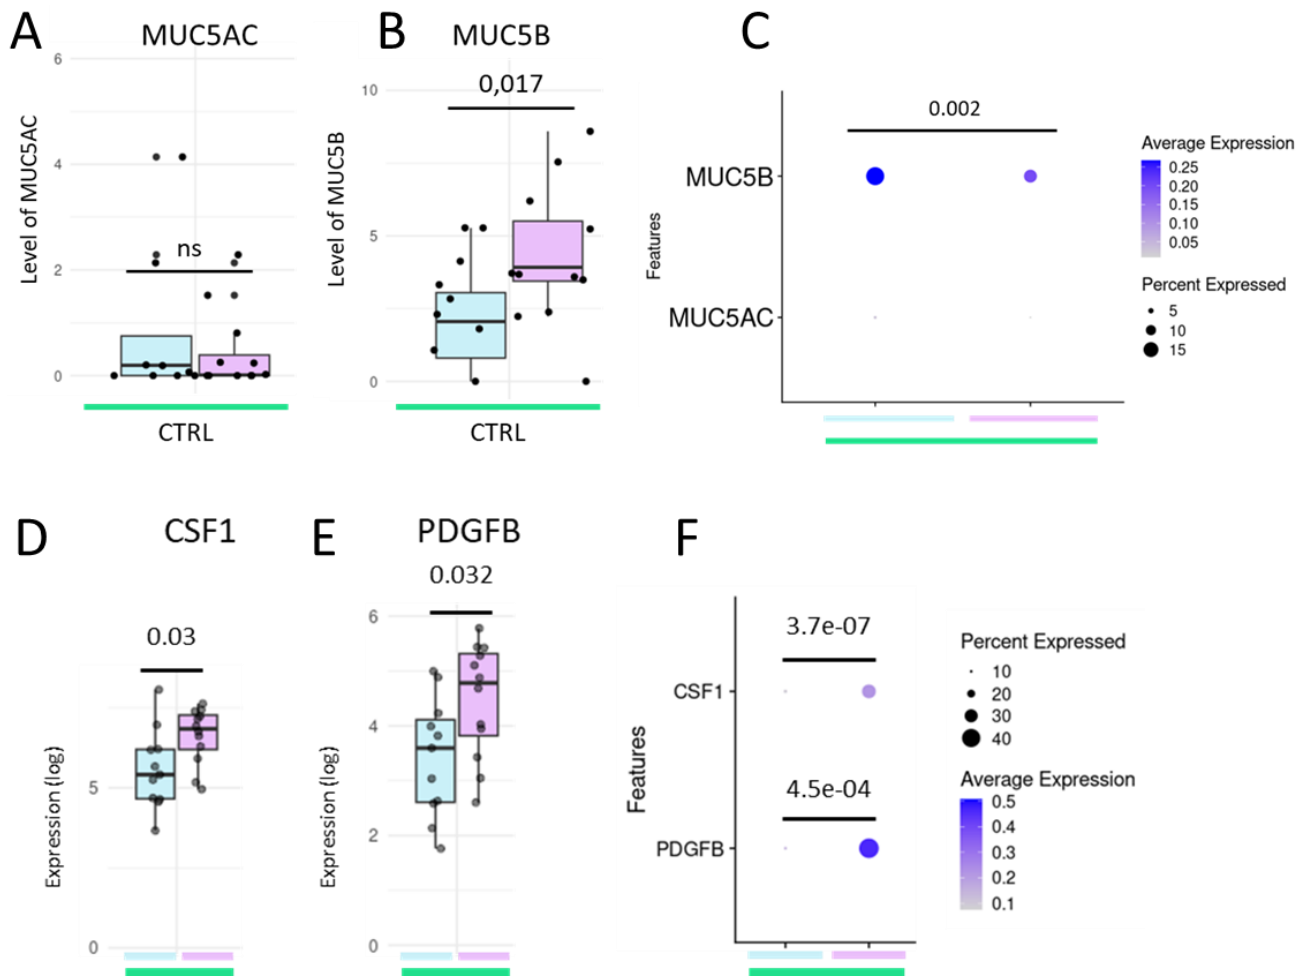 A
MUC5AC
Level of MUC5AC
6
4
2
0
ns
CTRL
B
MUC5B
Level of MUC5B
10
5
0
0,017
CTRL
C
0.002
Features
MUC5B
MUC5AC
Average Expression
0.25
0.20
0.15
0.10
0.05
Percent Expressed
5
10
15
D
CSF1
0.03
Expression (log)
5
0
E
PDGFB
0.032
Expression (log)
6
4
2
0
F
3.7e-07
CSF1
4.5e-04
PDGFB
Features
Percent Expressed
10
20
30
40
Average Expression
0.5
0.4
0.3
0.2
0.1